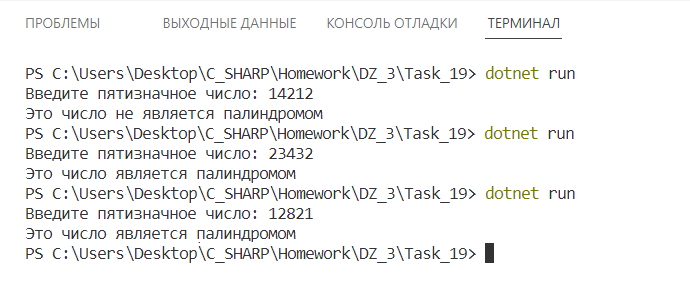 ПРОБЛЕМЫ ВЫХОДНЫЕ ДАННЫЕ КОНСОЛЬ ОТЛАДКИ ТЕРМИНАЛ
PS C:\Users\Desktop\C_SHARP\Homework\DZ_3\Task_19> dotnet run
Введите пятизначное число: 14212
Это число не является палиндромом
PS C:\Users\Desktop\C_SHARP\Homework\DZ_3\Task_19> dotnet run
Введите пятизначное число: 23432
Это число является палиндромом
PS C:\Users\Desktop\C_SHARP\Homework\DZ_3\Task_19> dotnet run
Введите пятизначное число: 12821
Это число является палиндромом
PS C:\Users\Desktop\C_SHARP\Homework\DZ_3\Task_19>